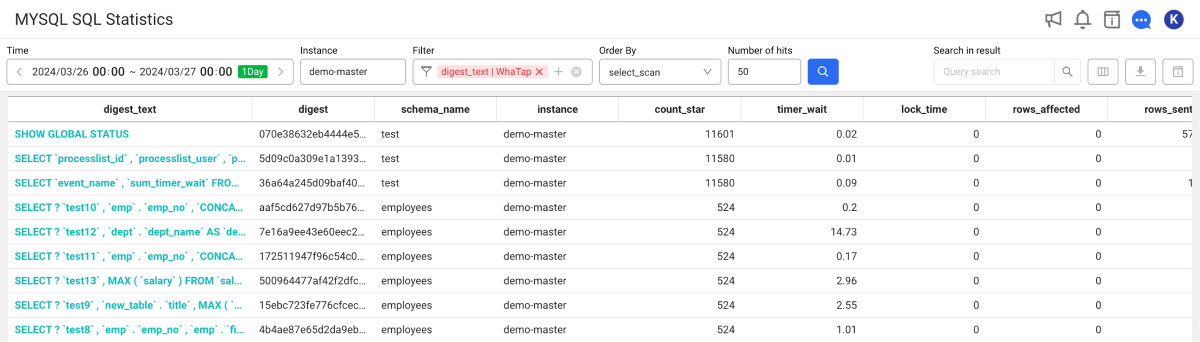 MYSQL SQL Statistics
K
Time Instance Filter Order By Number of hits Search in result
2024/03/26 00:00 ~ 2024/03/27 00:00 1Day demo-master digest_text | WhaTap select_scan 50 Query search
digest_text digest schema_name instance count_star timer_wait lock_time rows_affected rows_sent
SHOW GLOBAL STATUS 070e38632eb4444e5... test demo-master 11601 0.02 0 0 57
SELECT `processlist_id` , `processlist_user` , `p... 5d09c0a309e1a1393... test demo-master 11580 0.01 0 0
SELECT `event_name` , `sum_timer_wait` FRO... 36a64a245d09baf40... test demo-master 11580 0.09 0 0 1
SELECT ? `test10` , `emp` . `emp_no` , `CONCA... aaf5cd627d97b5b76... employees demo-master 524 0.2 0 0
SELECT ? `test12` , `dept` . `dept_name` AS `de... 7e16a9ee43e60eec2... employees demo-master 524 14.73 0 0
SELECT ? `test11` , `emp` . `emp_no` , `CONCA... 172511947f96c54c0... employees demo-master 524 0.17 0 0
SELECT ? `test13` , MAX ( `salary` ) FROM `sal... 500964477af42f2dfc... employees demo-master 524 2.96 0 0
SELECT ? `test9` , `new_table` . `title` , MAX ( `... 15ebc723fe776cfcec... employees demo-master 524 2.55 0 0
SELECT ? `test8` , `emp` . `emp_no` , `emp` . `fi... 4b4ae87e65d2da9eb... employees demo-master 524 1.01 0 0